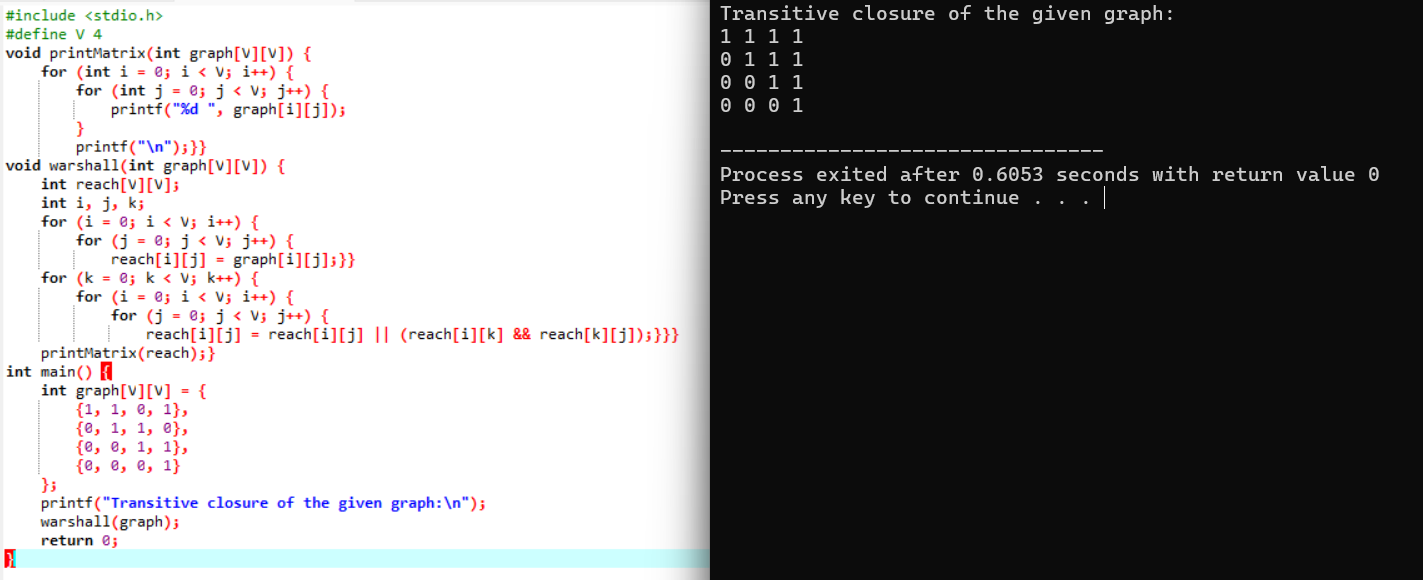 #include <stdio.h>
#define V 4
void printMatrix(int graph[V][V]) {
    for (int i = 0; i < V; i++) {
        for (int j = 0; j < V; j++) {
            printf("%d ", graph[i][j]);
        }
        printf("\n");}}
void warshall(int graph[V][V]) {
    int reach[V][V];
    int i, j, k;
    for (i = 0; i < V; i++) {
        for (j = 0; j < V; j++) {
            reach[i][j] = graph[i][j];}}
    for (k = 0; k < V; k++) {
        for (i = 0; i < V; i++) {
            for (j = 0; j < V; j++) {
                reach[i][j] = reach[i][j] || (reach[i][k] && reach[k][j]);}}}
    printMatrix(reach);}
int main() {
    int graph[V][V] = {
        {1, 1, 0, 1},
        {0, 1, 1, 0},
        {0, 0, 1, 1},
        {0, 0, 0, 1}
    };
    printf("Transitive closure of the given graph:\n");
    warshall(graph);
    return 0;
}
Transitive closure of the given graph:
1 1 1 1
0 1 1 1
0 0 1 1
0 0 0 1
--------------------------------
Process exited after 0.6053 seconds with return value 0
Press any key to continue . . .